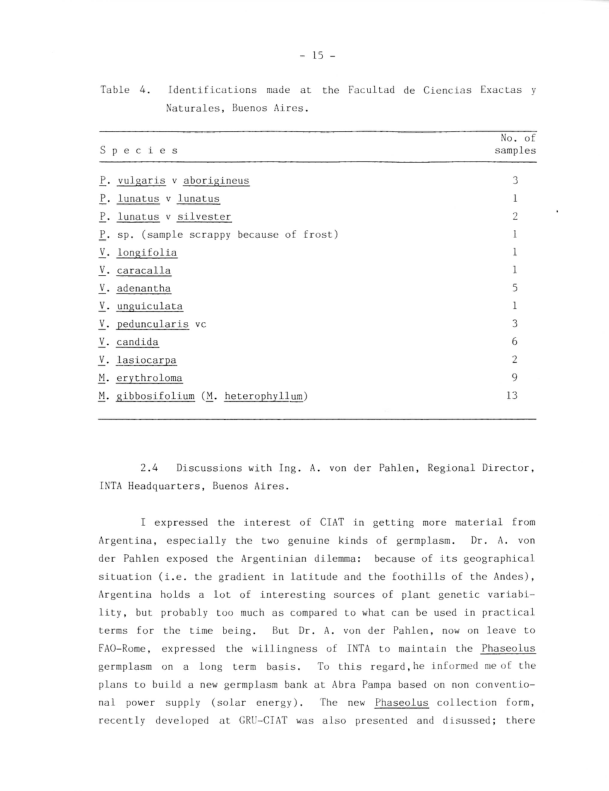 - 15 -
Table 4. Identifications made at the Facultad de Ciencias Exactas y
Naturales, Buenos Aires.
No. of
S p e c i e s samples
P. vulgaris v aborigineus 3
P. lunatus v lunatus 1
P. lunatus v silvester 2
P. sp. (sample scrappy because of frost) 1
V. longifolia 1
V. caracalla 1
V. adenantha 5
V. unguiculata 1
V. peduncularis vc 3
V. candida 6
V. lasiocarpa 2
M. erythroloma 9
M. gibbosifolium (M. heterophyllum) 13
2.4 Discussions with Ing. A. von der Pahlen, Regional Director,
INTA Headquarters, Buenos Aires.
I expressed the interest of CIAT in getting more material from
Argentina, especially the two genuine kinds of germplasm. Dr. A. von
der Pahlen exposed the Argentinian dilemma: because of its geographical
situation (i.e. the gradient in latitude and the foothills of the Andes),
Argentina holds a lot of interesting sources of plant genetic variabi-
lity, but probably too much as compared to what can be used in practical
terms for the time being. But Dr. A. von der Pahlen, now on leave to
FAO-Rome, expressed the willingness of INTA to maintain the Phaseolus
germplasm on a long term basis. To this regard, he informed me of the
plans to build a new germplasm bank at Abra Pampa based on non conventio-
nal power supply (solar energy). The new Phaseolus collection form,
recently developed at GRU-CIAT was also presented and disussed; there